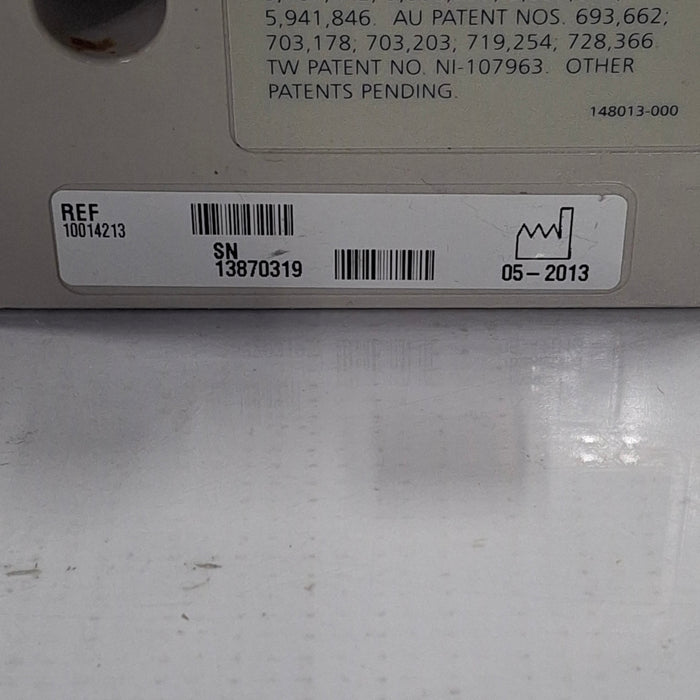 5,941,846. AU PATENT NOS. 693,662;
703,178; 703,203; 719,254; 728,366.
TW PATENT NO. NI-107963. OTHER
PATENTS PENDING.
148013-000
REF
10014213
SN
13870319
05-2013